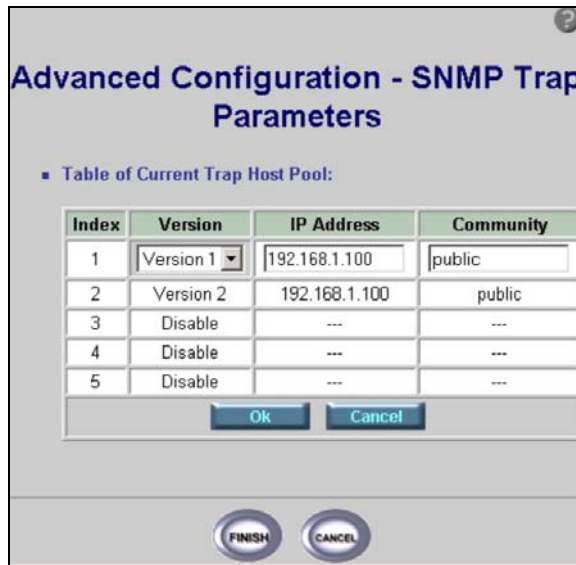 ?
Advanced Configuration - SNMP Trap
Parameters
Table of Current Trap Host Pool:
Index Version IP Address Community
1 Version 1 192.168.1.100 public
2 Version 2 192.168.1.100 public
3 Disable --- ---
4 Disable --- ---
5 Disable --- ---
Ok Cancel
FINISH CANCEL